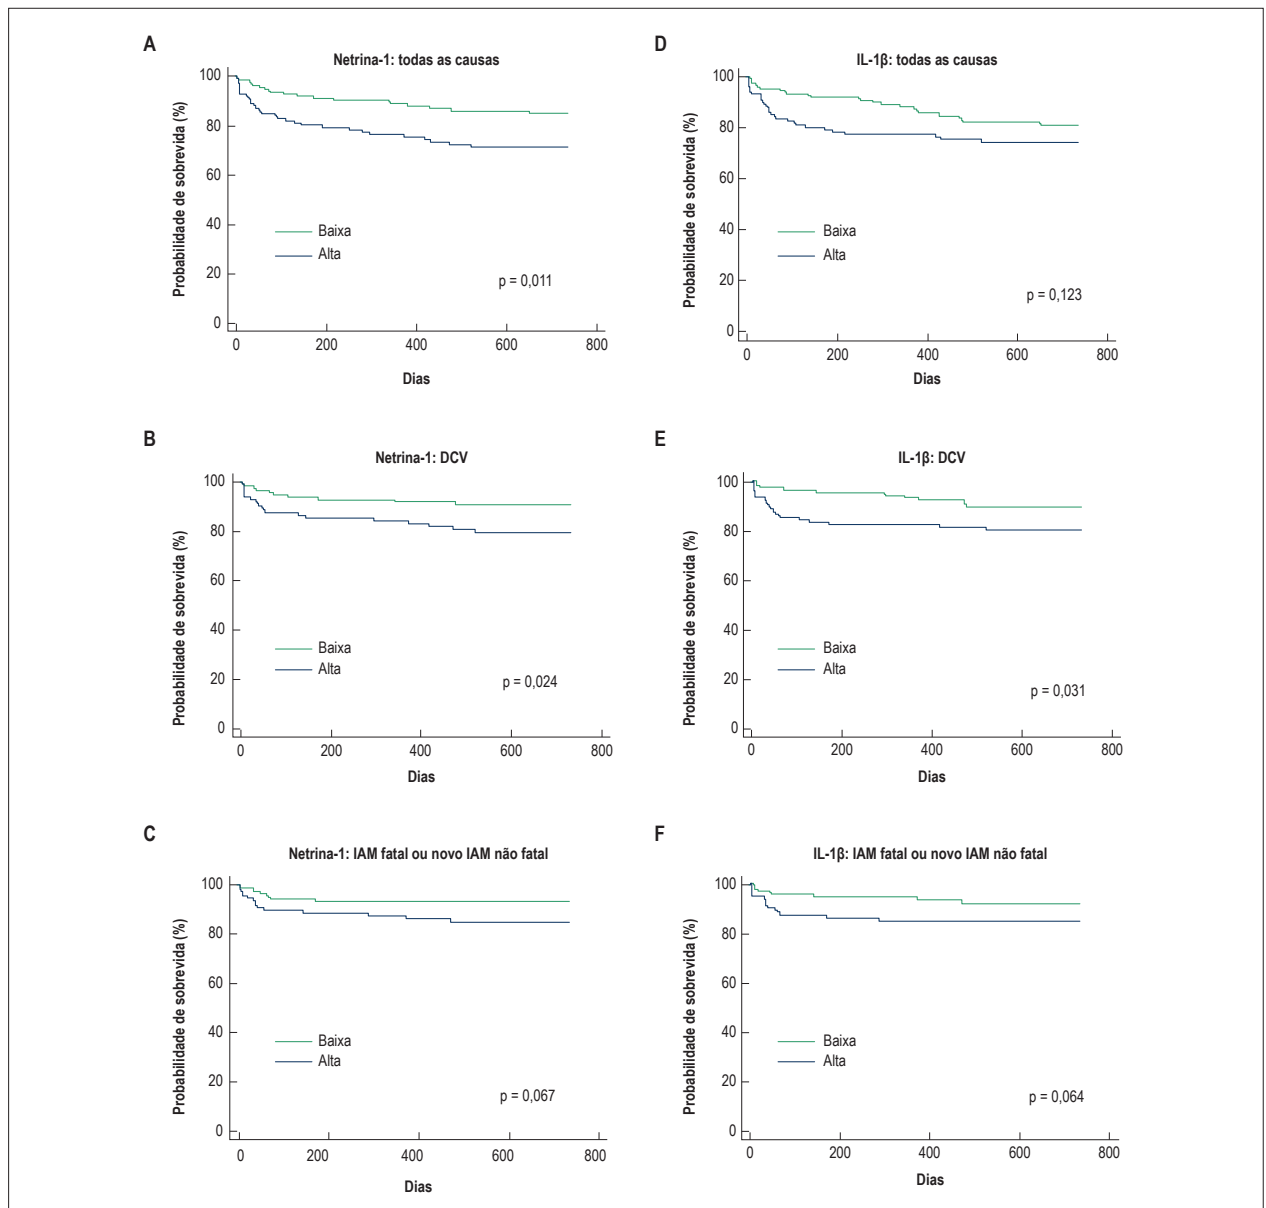 A
Netrina-1: todas as causas
Probabilidade de sobrevida (%)
100
80
60
40
20
0
Baixa
Alta
p = 0,011
0 200 400 600 800
Dias
D
IL-1β: todas as causas
Probabilidade de sobrevida (%)
100
80
60
40
20
0
Baixa
Alta
p = 0,123
0 200 400 600 800
Dias
B
Netrina-1: DCV
Probabilidade de sobrevida (%)
100
80
60
40
20
0
Baixa
Alta
p = 0,024
0 200 400 600 800
Dias
E
IL-1β: DCV
Probabilidade de sobrevida (%)
100
80
60
40
20
0
Baixa
Alta
p = 0,031
0 200 400 600 800
Dias
C
Netrina-1: IAM fatal ou novo IAM não fatal
Probabilidade de sobrevida (%)
100
80
60
40
20
0
Baixa
Alta
p = 0,067
0 200 400 600 800
Dias
F
IL-1β: IAM fatal ou novo IAM não fatal
Probabilidade de sobrevida (%)
100
80
60
40
20
0
Baixa
Alta
p = 0,064
0 200 400 600 800
Dias